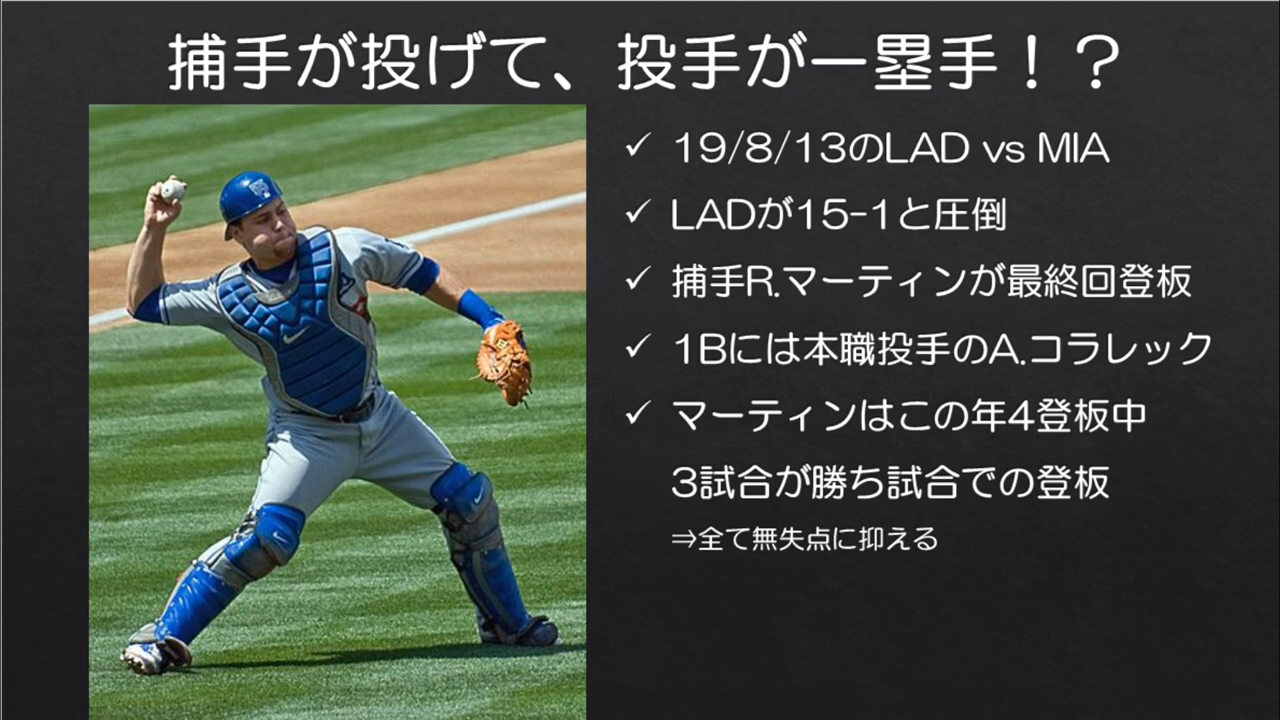 捕手が投げて、投手が一塁手！？
✓ 19/8/13のLAD vs MIA
✓ LADが15-1と圧倒
✓ 捕手R.マーティンが最終回登板
✓ 1Bには本職投手のA.コラレック
✓ マーティンはこの年4登板中
3試合が勝ち試合での登板
⇒全て無失点に抑える